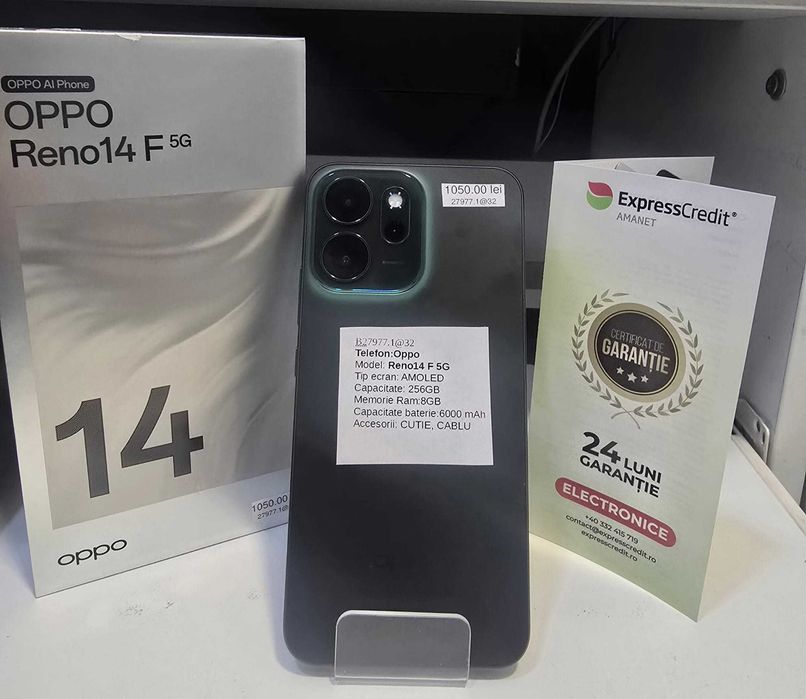 OPPO AI Phone
OPPO
Reno14 F 5G
14
1050.00
27977.1@
oppo
1050.00 lei
27977.1@32
B27977.1@32
Telefon:Oppo
Model: Reno14 F 5G
Tip ecran: AMOLED
Capacitate: 256GB
Memorie Ram:8GB
Capacitate baterie:6000 mAh
Accesorii: CUTIE, CABLU
ExpressCredit®
AMANET
CERTIFICAT DE
GARANȚIE
24 LUNI
GARANȚIE
ELECTRONICE
+40 332 415 719
contact@expresscredit.ro
expresscredit.ro